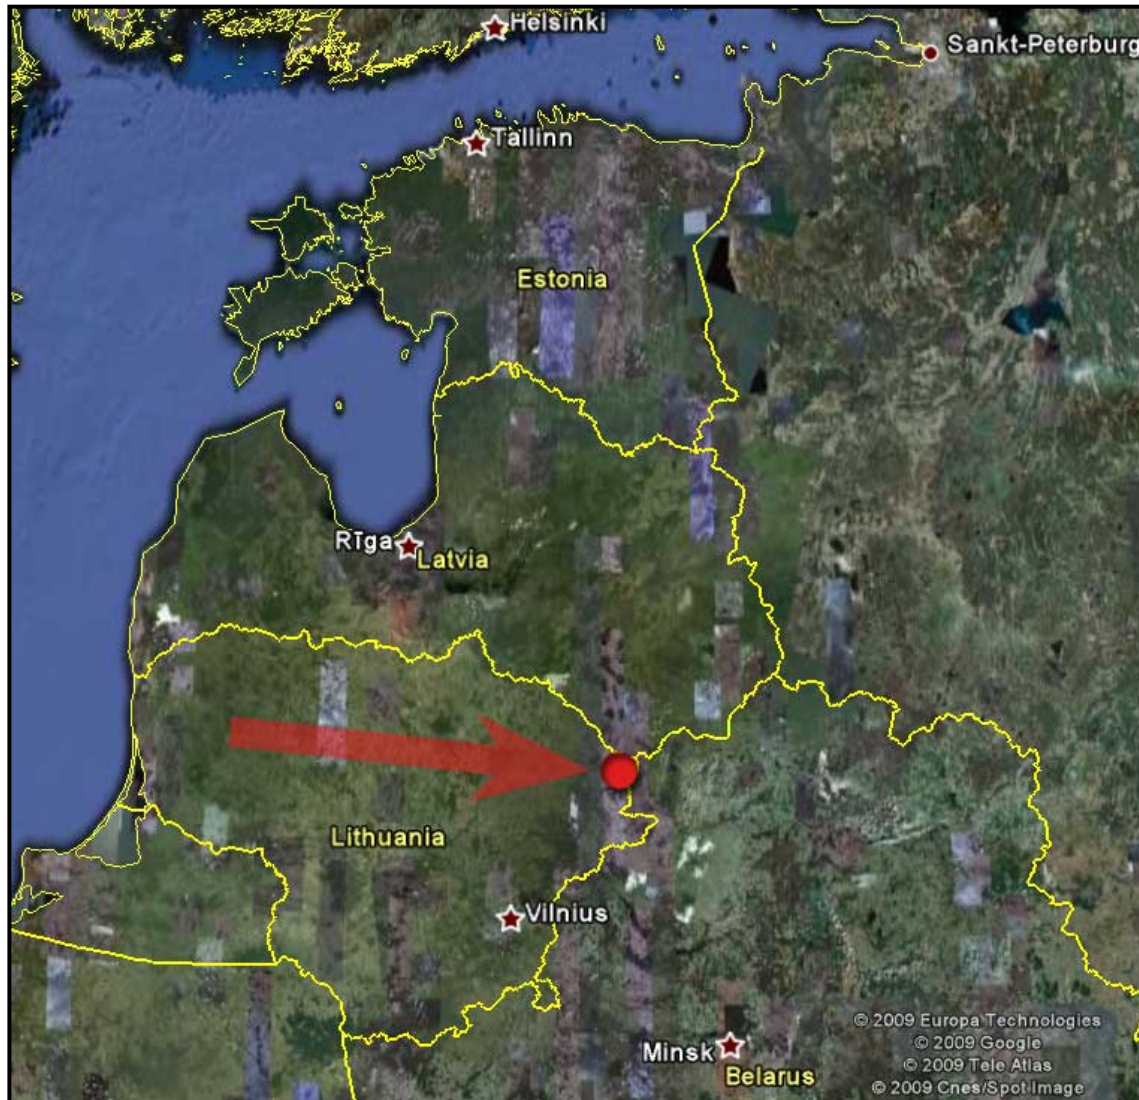 Helsinki
Sankt-Peterburg
Tallinn
Estonia
Rīga
Latvia
Lithuania
Vilnius
Minsk
Belarus
© 2009 Europa Technologies
© 2009 Google
© 2009 Tele Atlas
© 2009 Cnes/Spot Image